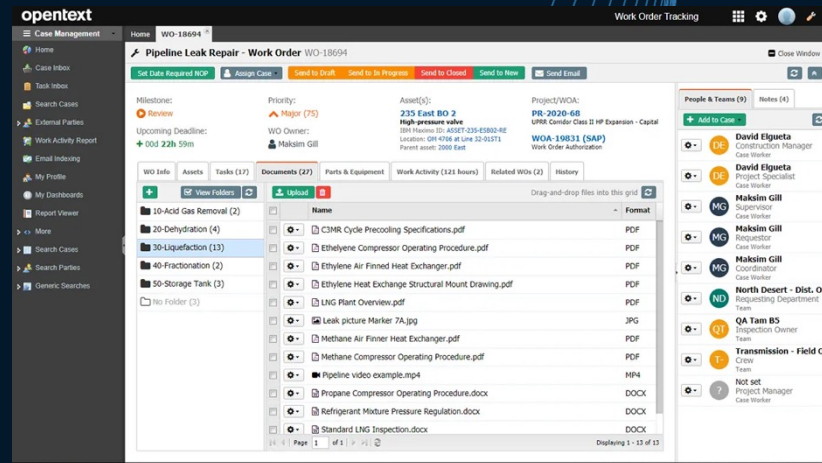 opentext
Work Order Tracking
Case Management
Home
Case Inbox
Task Inbox
Search Cases
External Parties
Work Activity Report
Email Indexing
My Profile
My Dashboards
Report Viewer
More
Search Cases
Search Parties
Generic Searches
Home
WO-18694
Pipeline Leak Repair - Work Order WO-18694
Close Window
Set Date Required NOP
Assign Case
Send to Draft
Send to In Progress
Send to Closed
Send to New
Send Email
Milestone:
Review
Upcoming Deadline:
+ 00d 22h 59m
Priority:
Major (75)
WO Owner:
Maksim Gill
Asset(s):
235 East BO 2
High-pressure valve
IBM Maximo ID: ASSET-235-ESB02-RE
Location: OM 4706 at Line 32-01ST1
Parent asset: 2000 East
Project/WOA:
PR-2020-68
UPRR Corridor Class II HP Expansion - Capital
WOA-19831 (SAP)
Work Order Authorization
WO Info
Assets
Tasks (17)
Documents (27)
Parts & Equipment
Work Activity (121 hours)
Related WOs (2)
History
View Folders
Upload
Drag-and-drop files into this grid
10-Acid Gas Removal (2)
20-Dehydration (4)
30-Liquefaction (13)
40-Fractionation (2)
50-Storage Tank (3)
No Folder (3)
Name
Format
C3MR Cycle Precooling Specifications.pdf
PDF
Ethelyene Compressor Operating Procedure.pdf
PDF
Ethylene Air Finned Heat Exchanger.pdf
PDF
Ethylene Heat Exchange Structural Mount Drawing.pdf
PDF
LNG Plant Overview.pdf
PDF
Leak picture Marker 7A.jpg
JPG
Methane Air Finner Heat Exchanger.pdf
PDF
Methane Compressor Operating Procedure.pdf
PDF
Pipeline video example.mp4
MP4
Propane Compressor Operating Procedure.docx
DOCX
Refrigerant Mixture Pressure Regulation.docx
DOCX
Standard LNG Inspection.docx
DOCX
Page 1 of 1
Displaying 1 - 13 of 13
People & Teams (9)
Notes (4)
Add to Case
DE
David Elgueta
Construction Manager
Case Worker
DE
David Elgueta
Project Specialist
Case Worker
MG
Maksim Gill
Supervisor
Case Worker
MG
Maksim Gill
Requestor
Case Worker
MG
Maksim Gill
Coordinator
Case Worker
ND
North Desert - Dist. O
Requesting Department
Team
QT
QA Tam B5
Inspection Owner
Team
T-
Transmission - Field C
Crew
Team
?
Not set
Project Manager
Case Worker